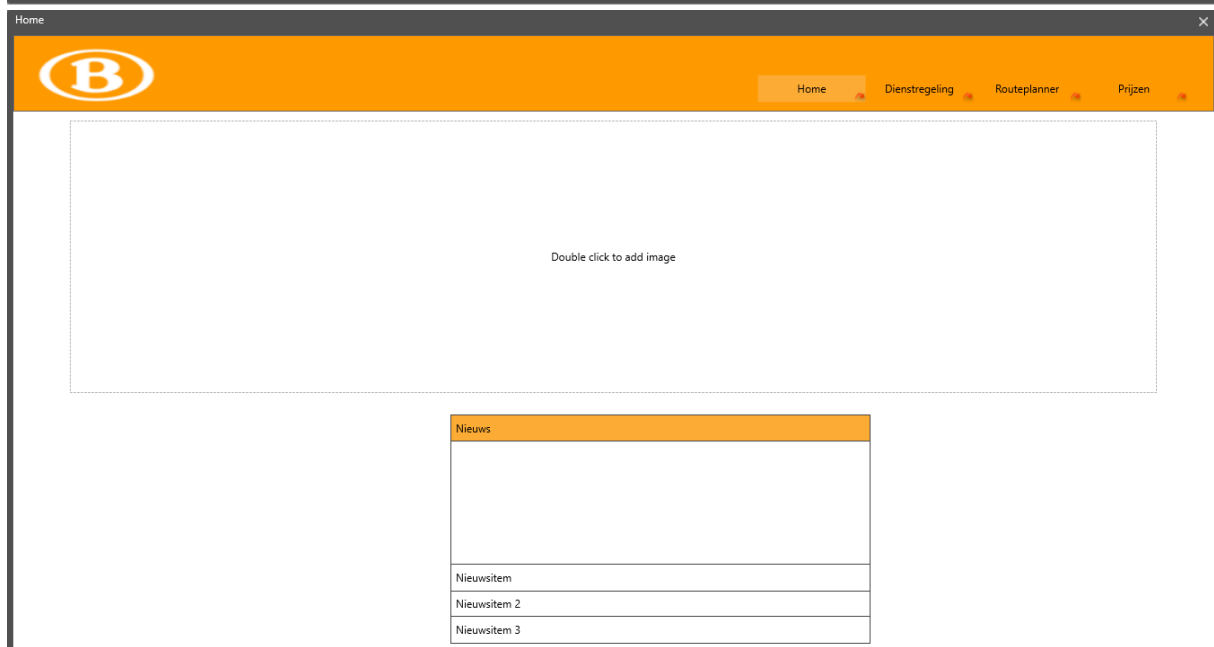 Home
B
Home Dienstregeling Routeplanner Prijzen
Double click to add image
Nieuws
Nieuwsitem
Nieuwsitem 2
Nieuwsitem 3